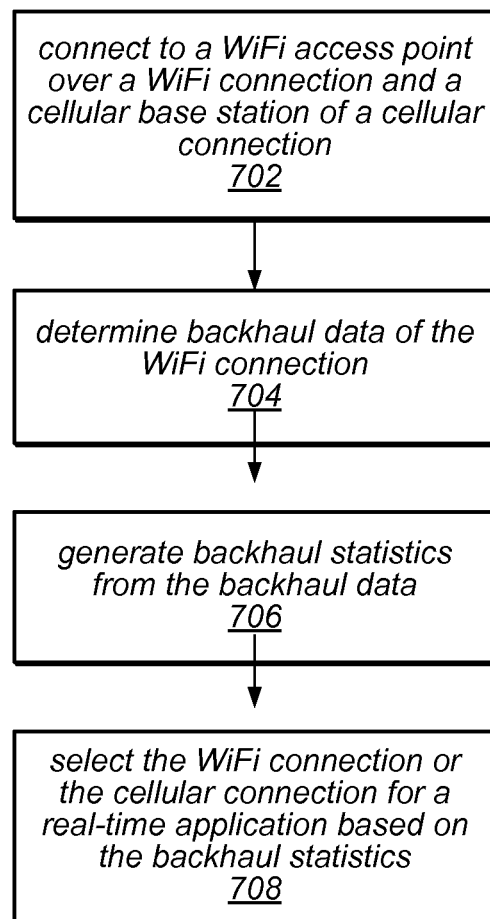 connect to a WiFi access point
over a WiFi connection and a
cellular base station of a cellular
connection
702
determine backhaul data of the
WiFi connection
704
generate backhaul statistics
from the backhaul data
706
select the WiFi connection or
the cellular connection for a
real-time application based on
the backhaul statistics
708